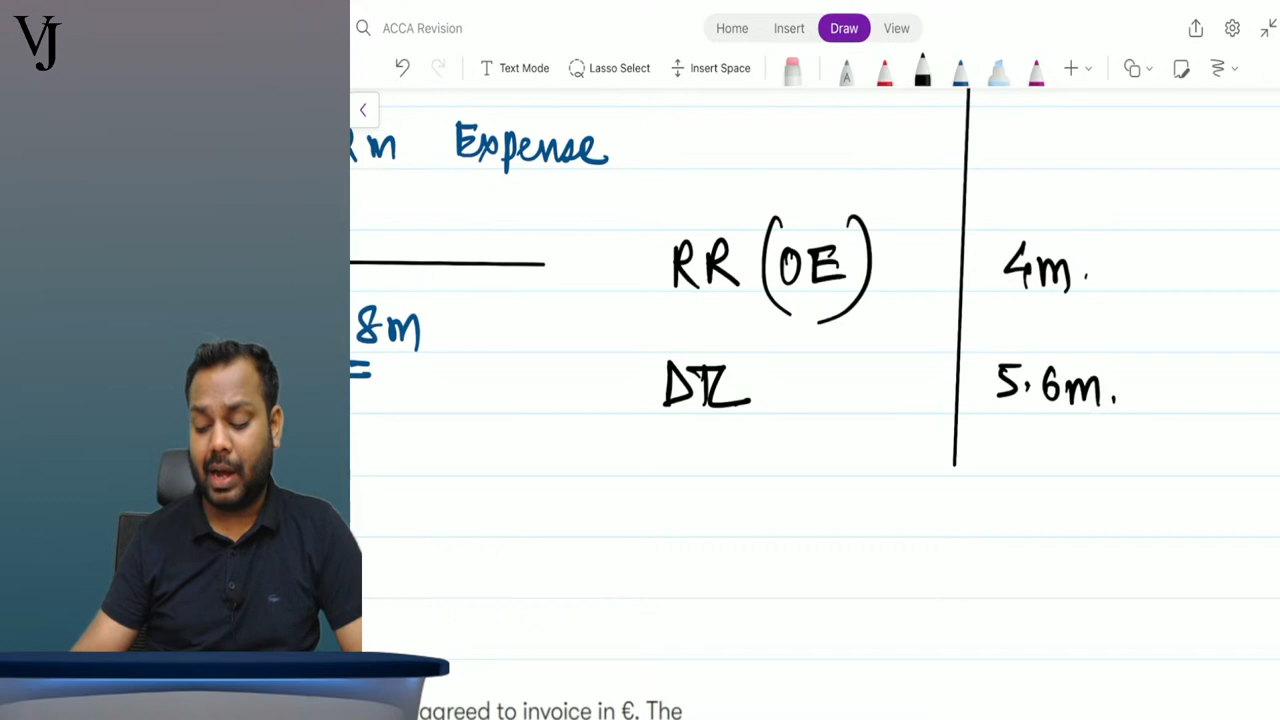 VJ
ACCA Revision
Home Insert Draw View
Text Mode Lasso Select Insert Space
m Expense
RR (OE) 4m.
8m
=
DTL 5.6m.
agreed to invoice in €. The